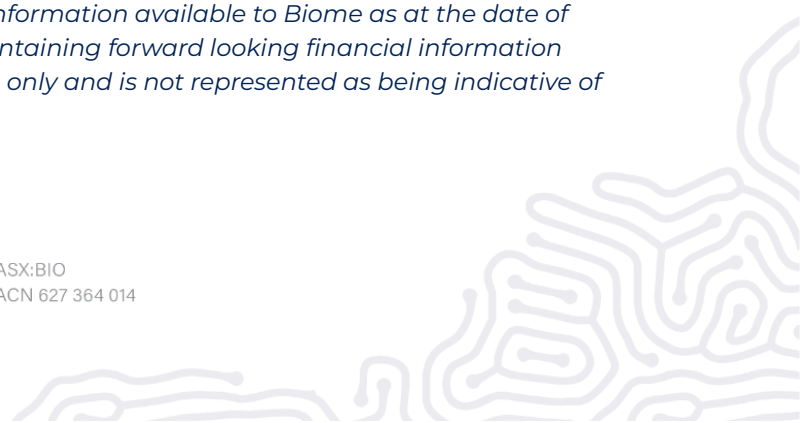 nformation available to Biome as at the date of
ntaining forward looking financial information
only and is not represented as being indicative of
ASX:BIO
ACN 627 364 014